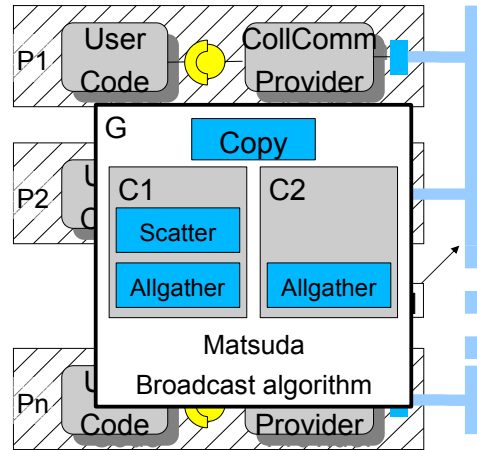 User
Code
CollComm
Provider
P1
G
Copy
P2
U
C
C1
C2
Scatter
Allgather
Allgather
Matsuda
Broadcast algorithm
Pn
U
Code
Provider